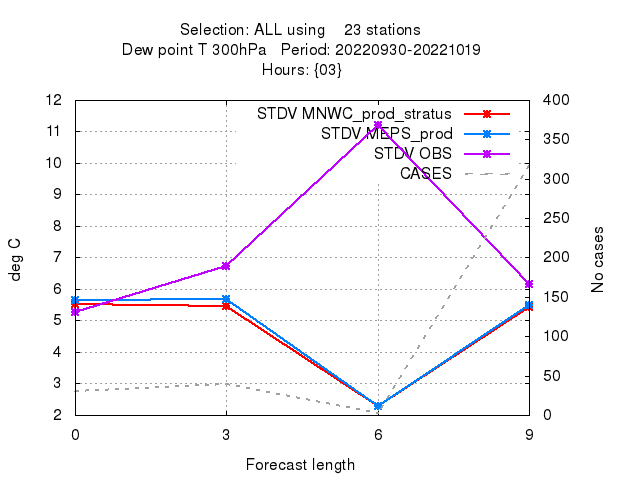 Selection: ALL using    23 stations
Dew point T 300hPa   Period: 20220930-20221019
Hours: {03}
12
11
10
9
8
7
6
5
4
3
2
400
350
300
250
200
150
100
50
0
STDV MNWC_prod_stratus
STDV MEPS_prod
STDV OBS
CASES
deg C
No cases
0 3 6 9
Forecast length